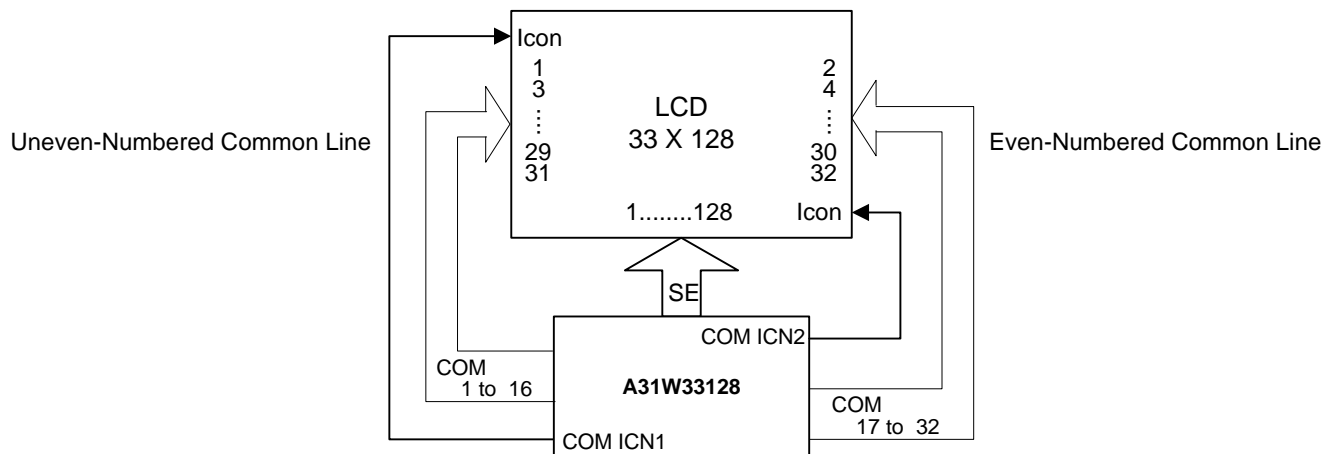 Icon
1
3
29
31
2
4
30
32
LCD
33 X 128
1........128
Icon
Uneven-Numbered Common Line
Even-Numbered Common Line
SE
COM ICN2
A31W33128
COM
1 to 16
COM ICN1
COM
17 to 32